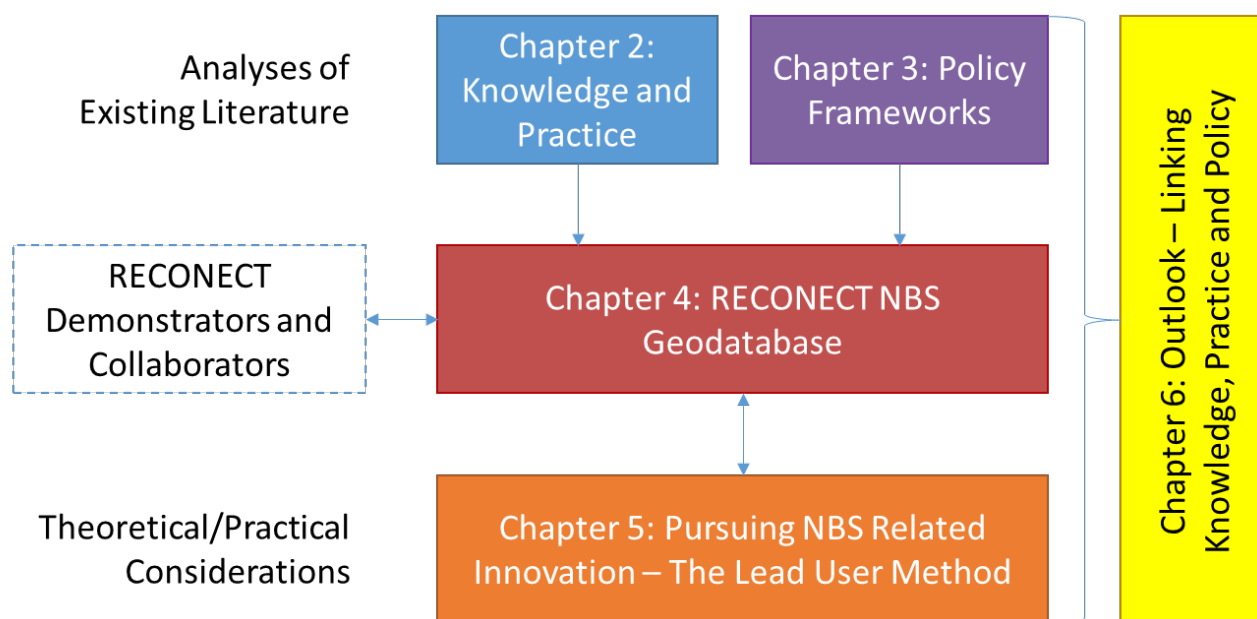 Analyses of
Existing Literature
Chapter 2:
Knowledge and
Practice
Chapter 3: Policy
Frameworks
RECONECT
Demonstrators and
Collaborators
Chapter 4: RECONECT NBS
Geodatabase
Theoretical/Practical
Considerations
Chapter 5: Pursuing NBS Related
Innovation – The Lead User Method
Chapter 6: Outlook – Linking
Knowledge, Practice and Policy